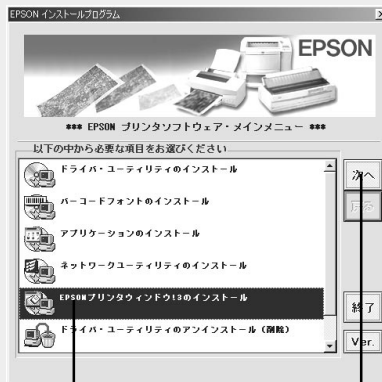 EPSON インストールプログラム
EPSON
*** EPSON プリンタソフトウェア・メインメニュー ***
以下の中から必要な項目をお選びください
ドライバ・ユーティリティのインストール
バーコードフォントのインストール
アプリケーションのインストール
ネットワークユーティリティのインストール
EPSONプリンタウィンドウ!3のインストール
ドライバ・ユーティリティのアンインストール（削除）
次へ
戻る
終了
Ver.